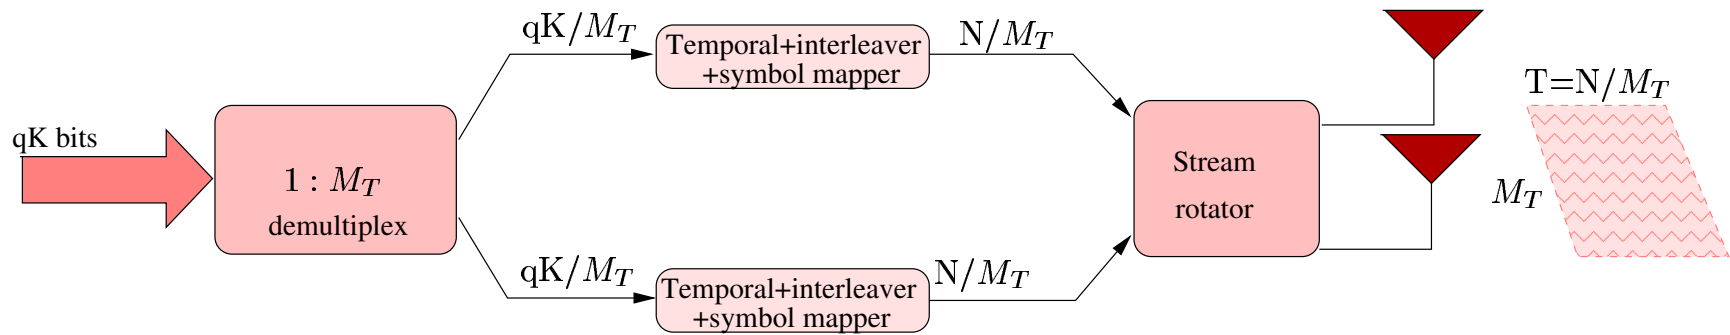 qK bits
1 : M_T
demultiplex
qK/M_T
Temporal+interleaver
+symbol mapper
N/M_T
qK/M_T
Temporal+interleaver
+symbol mapper
N/M_T
Stream
rotator
T=N/M_T
M_T